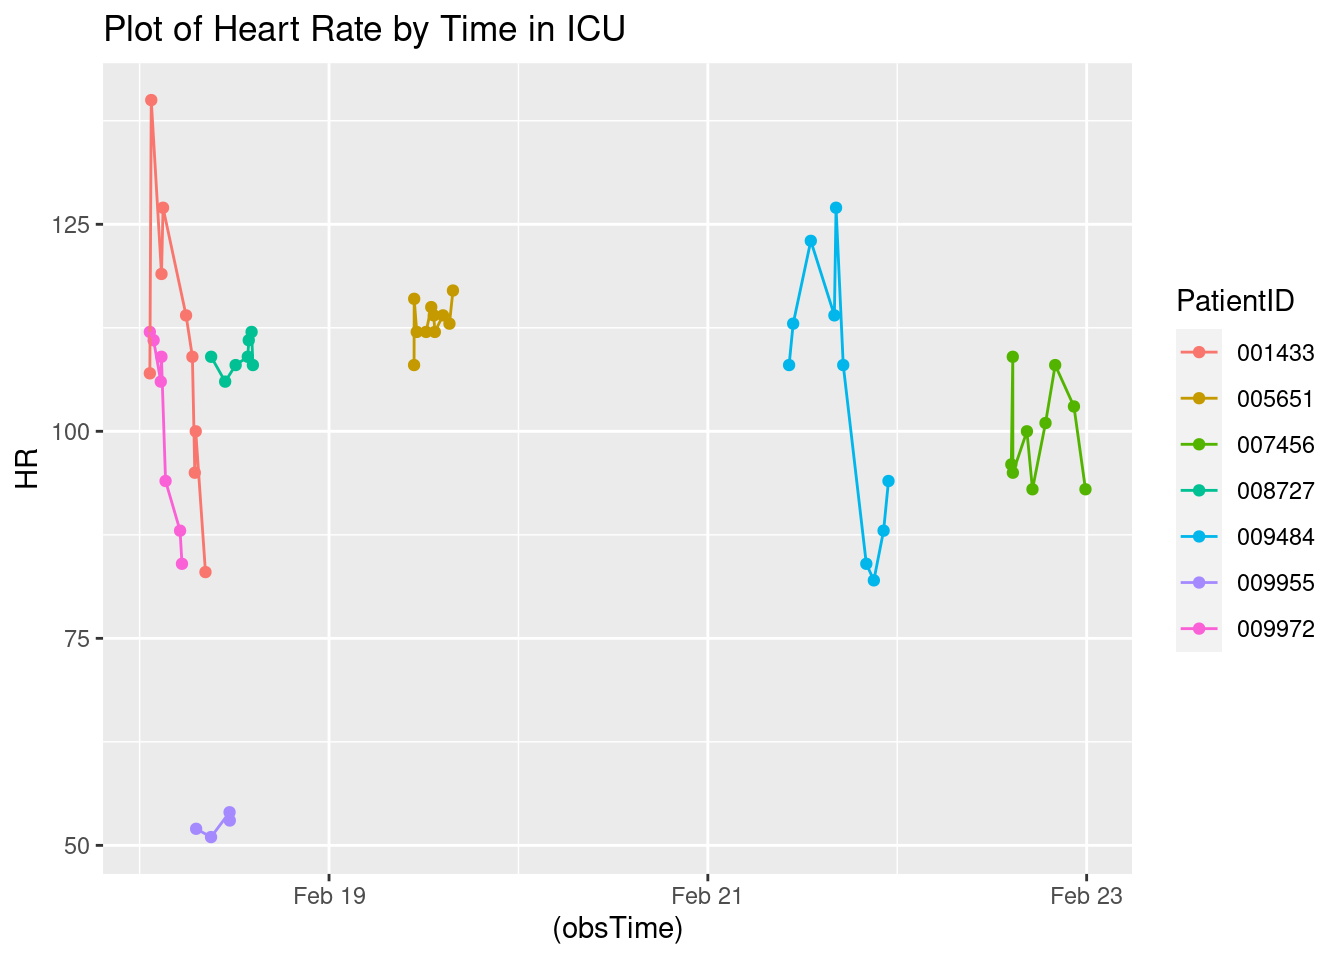 Plot of Heart Rate by Time in ICU
HR
125
100
75
50
Feb 19
Feb 21
Feb 23
(obsTime)
PatientID
001433
005651
007456
008727
009484
009955
009972